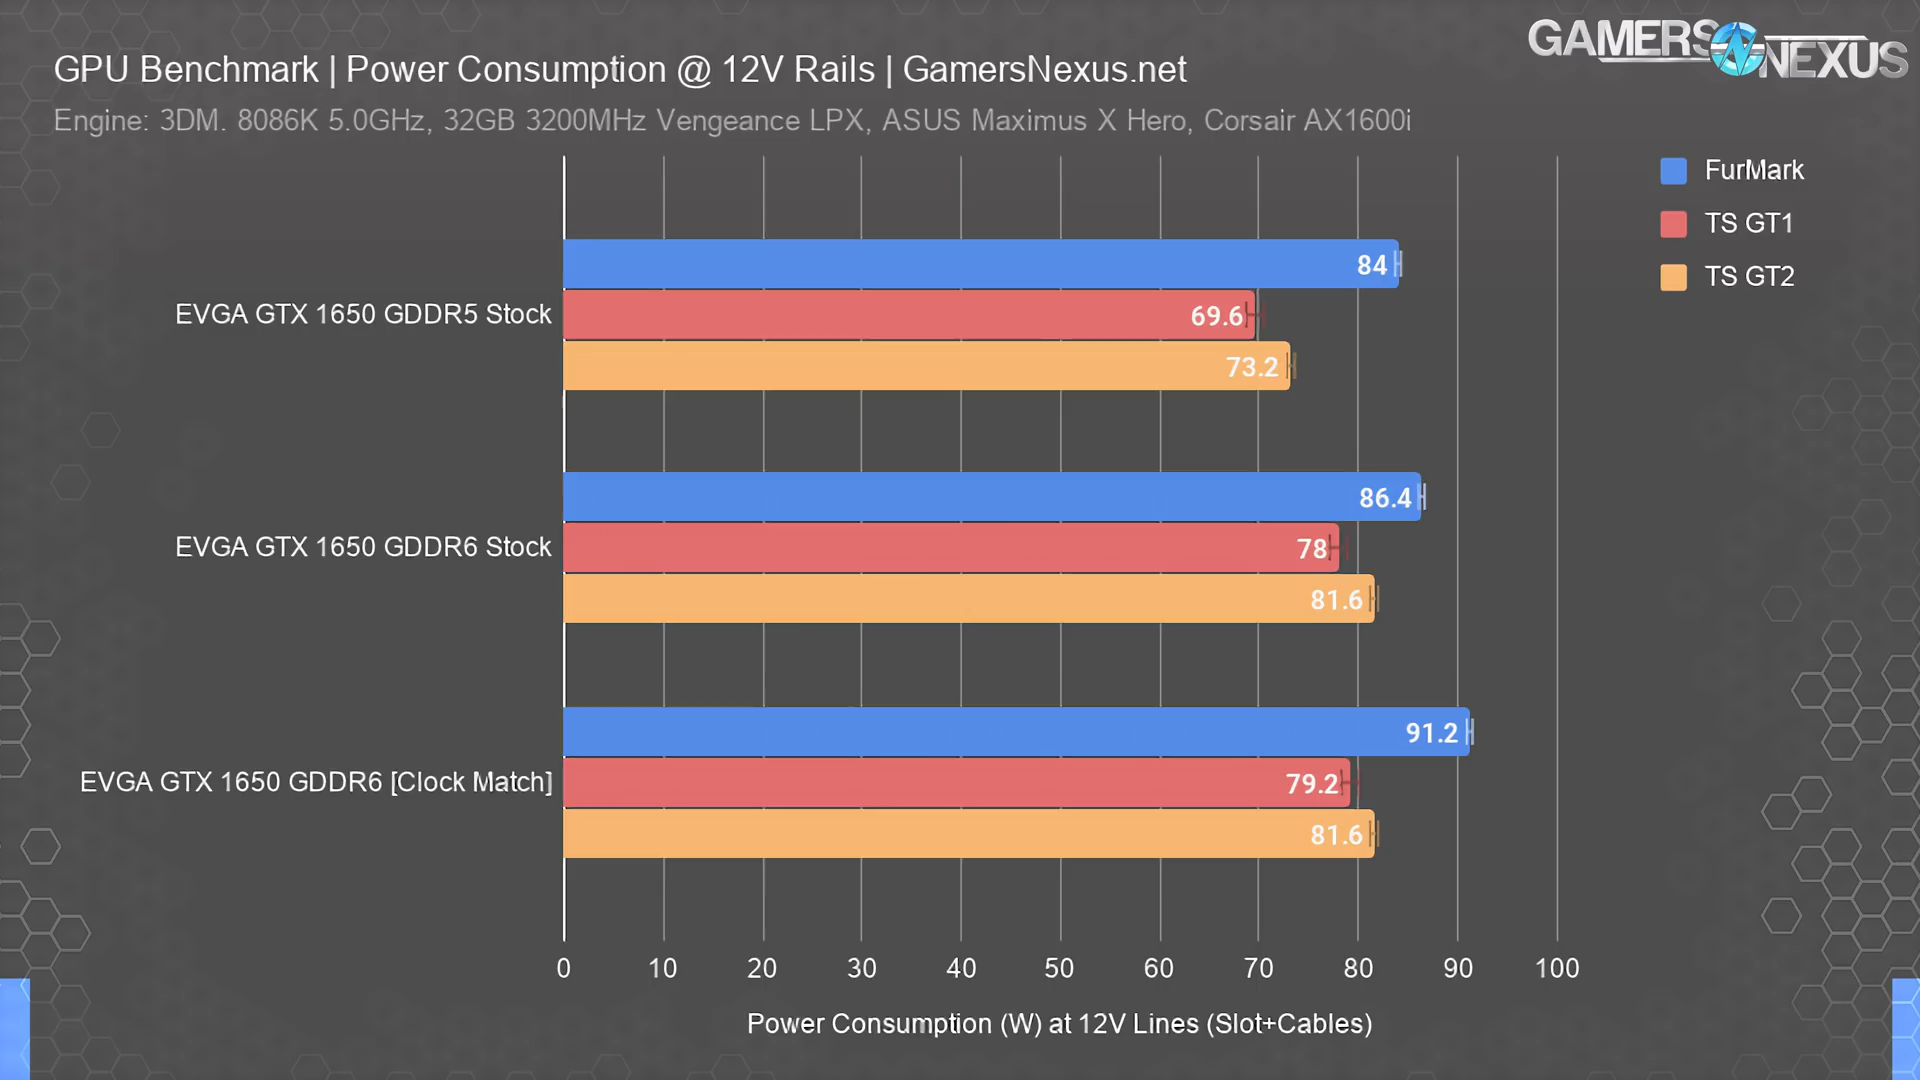 GAMERS NEXUS
GPU Benchmark | Power Consumption @ 12V Rails | GamersNexus.net
Engine: 3DM. 8086K 5.0GHz, 32GB 3200MHz Vengeance LPX, ASUS Maximus X Hero, Corsair AX1600i
FurMark
TS GT1
TS GT2
EVGA GTX 1650 GDDR5 Stock
84
69.6
73.2
EVGA GTX 1650 GDDR6 Stock
86.4
78
81.6
EVGA GTX 1650 GDDR6 [Clock Match]
91.2
79.2
81.6
0 10 20 30 40 50 60 70 80 90 100
Power Consumption (W) at 12V Lines (Slot+Cables)